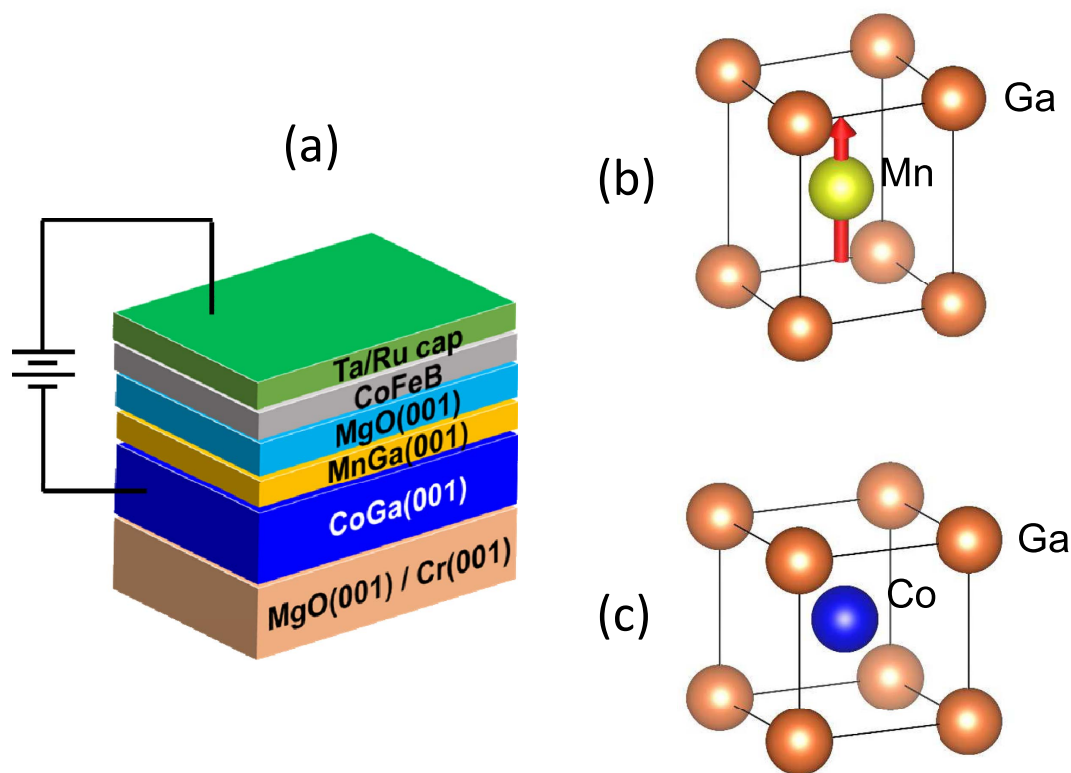 (a)
Ta/Ru cap
CoFeB
MgO(001)
MnGa(001)
CoGa(001)
MgO(001) / Cr(001)
(b)
Ga
Mn
(c)
Ga
Co